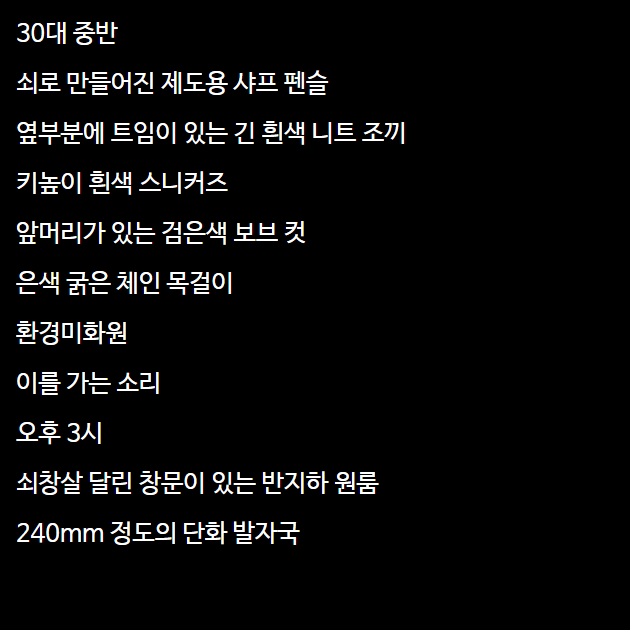 30대 중반
쇠로 만들어진 제도용 샤프 펜슬
옆부분에 트임이 있는 긴 흰색 니트 조끼
키높이 흰색 스니커즈
앞머리가 있는 검은색 보브 컷
은색 굵은 체인 목걸이
환경미화원
이를 가는 소리
오후 3시
쇠창살 달린 창문이 있는 반지하 원룸
240mm 정도의 단화 발자국